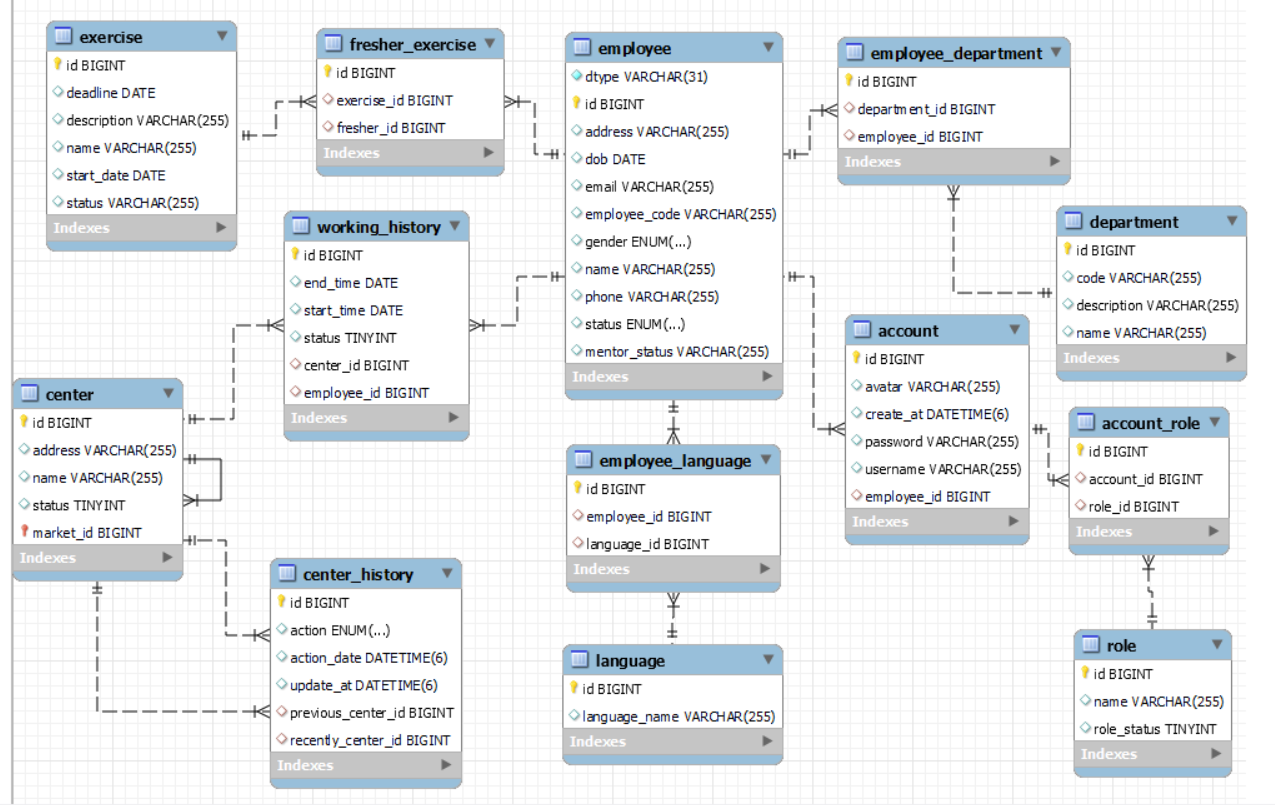 exercise
id BIGINT
deadline DATE
description VARCHAR(255)
name VARCHAR(255)
start_date DATE
status VARCHAR(255)
Indexes
fresher_exercise
id BIGINT
exercise_id BIGINT
fresher_id BIGINT
Indexes
employee
dtype VARCHAR(31)
id BIGINT
address VARCHAR(255)
dob DATE
email VARCHAR(255)
employee_code VARCHAR(255)
gender ENUM(...)
name VARCHAR(255)
phone VARCHAR(255)
status ENUM(...)
mentor_status VARCHAR(255)
Indexes
employee_department
id BIGINT
department_id BIGINT
employee_id BIGINT
Indexes
working_history
id BIGINT
end_time DATE
start_time DATE
status TINYINT
center_id BIGINT
employee_id BIGINT
Indexes
department
id BIGINT
code VARCHAR(255)
description VARCHAR(255)
name VARCHAR(255)
Indexes
account
id BIGINT
avatar VARCHAR(255)
create_at DATETIME(6)
password VARCHAR(255)
username VARCHAR(255)
employee_id BIGINT
Indexes
center
id BIGINT
address VARCHAR(255)
name VARCHAR(255)
status TINYINT
market_id BIGINT
Indexes
account_role
id BIGINT
account_id BIGINT
role_id BIGINT
Indexes
employee_language
id BIGINT
employee_id BIGINT
language_id BIGINT
Indexes
center_history
id BIGINT
action ENUM(...)
action_date DATETIME(6)
update_at DATETIME(6)
previous_center_id BIGINT
recently_center_id BIGINT
Indexes
language
id BIGINT
language_name VARCHAR(255)
Indexes
role
id BIGINT
name VARCHAR(255)
role_status TINYINT
Indexes